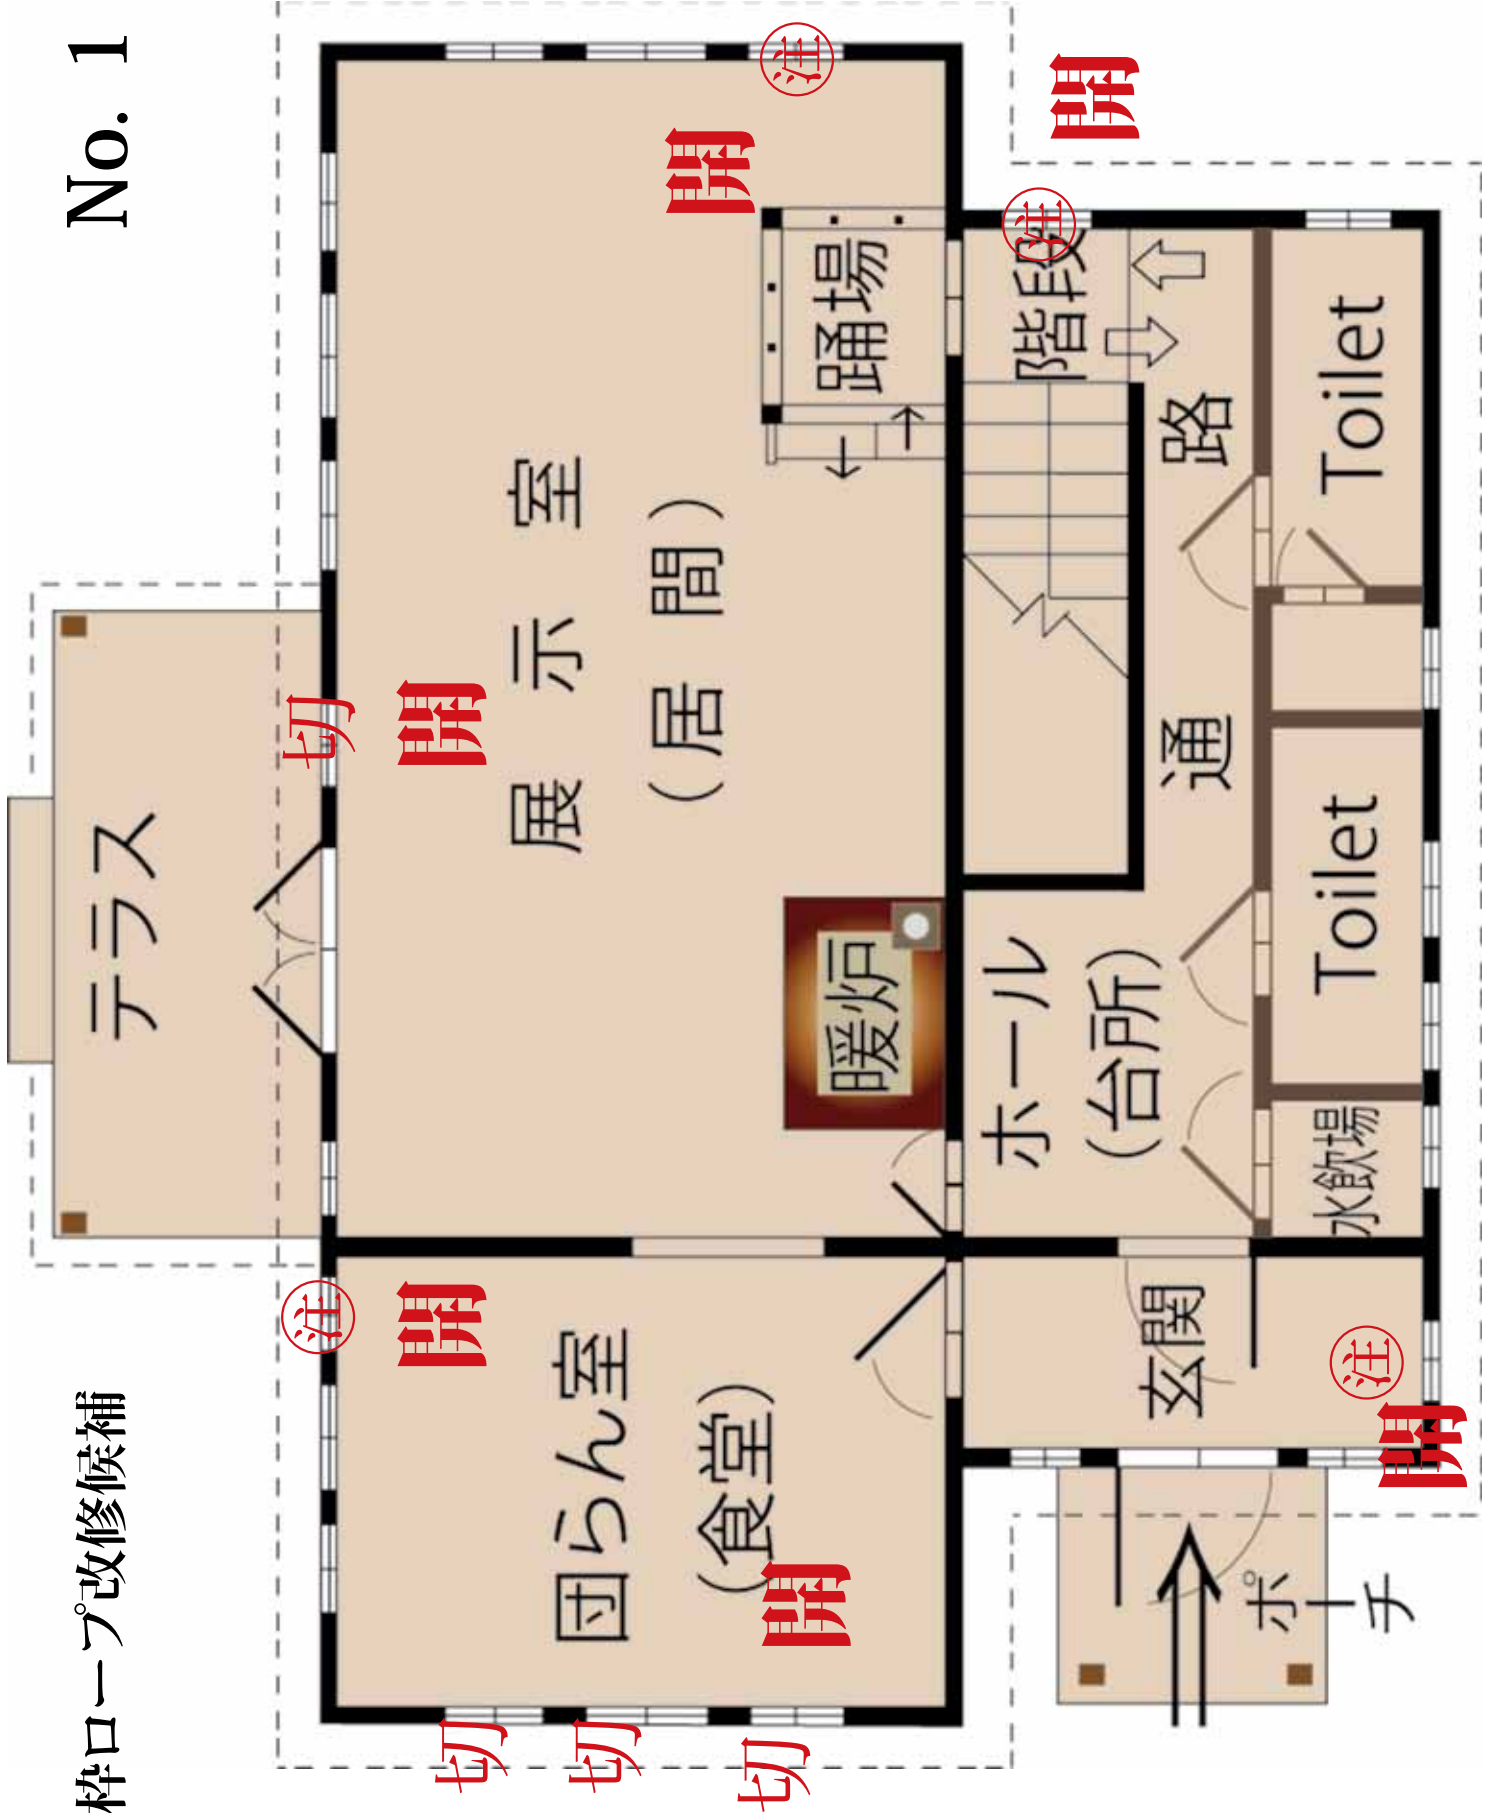 枠ロープ改修候補
No. 1
テラス
切
開
注
開
展示室
(居間)
注
開
開
踊場
暖炉
団らん室
(食堂)
開
切
切
切
注
階段
路
通
ホール
(台所)
Toilet
Toilet
水飲場
玄関
注
開
ポーチ